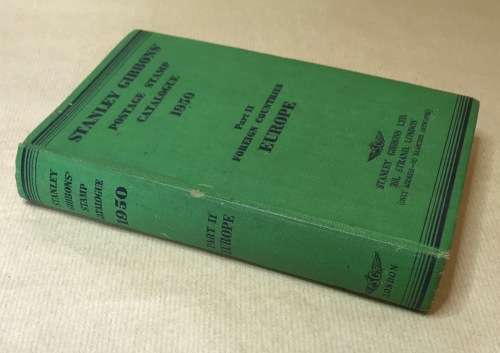 STANLEY GIBBONS'
POSTAGE STAMP
CATALOGUE
1950
Part II
FOREIGN COUNTRIES
EUROPE
STANLEY GIBBONS LTD.
391, STRAND, LONDON
STANLEY
GIBBONS'
STAMP
CATALOGUE
1950
PART II
EUROPE
LONDON